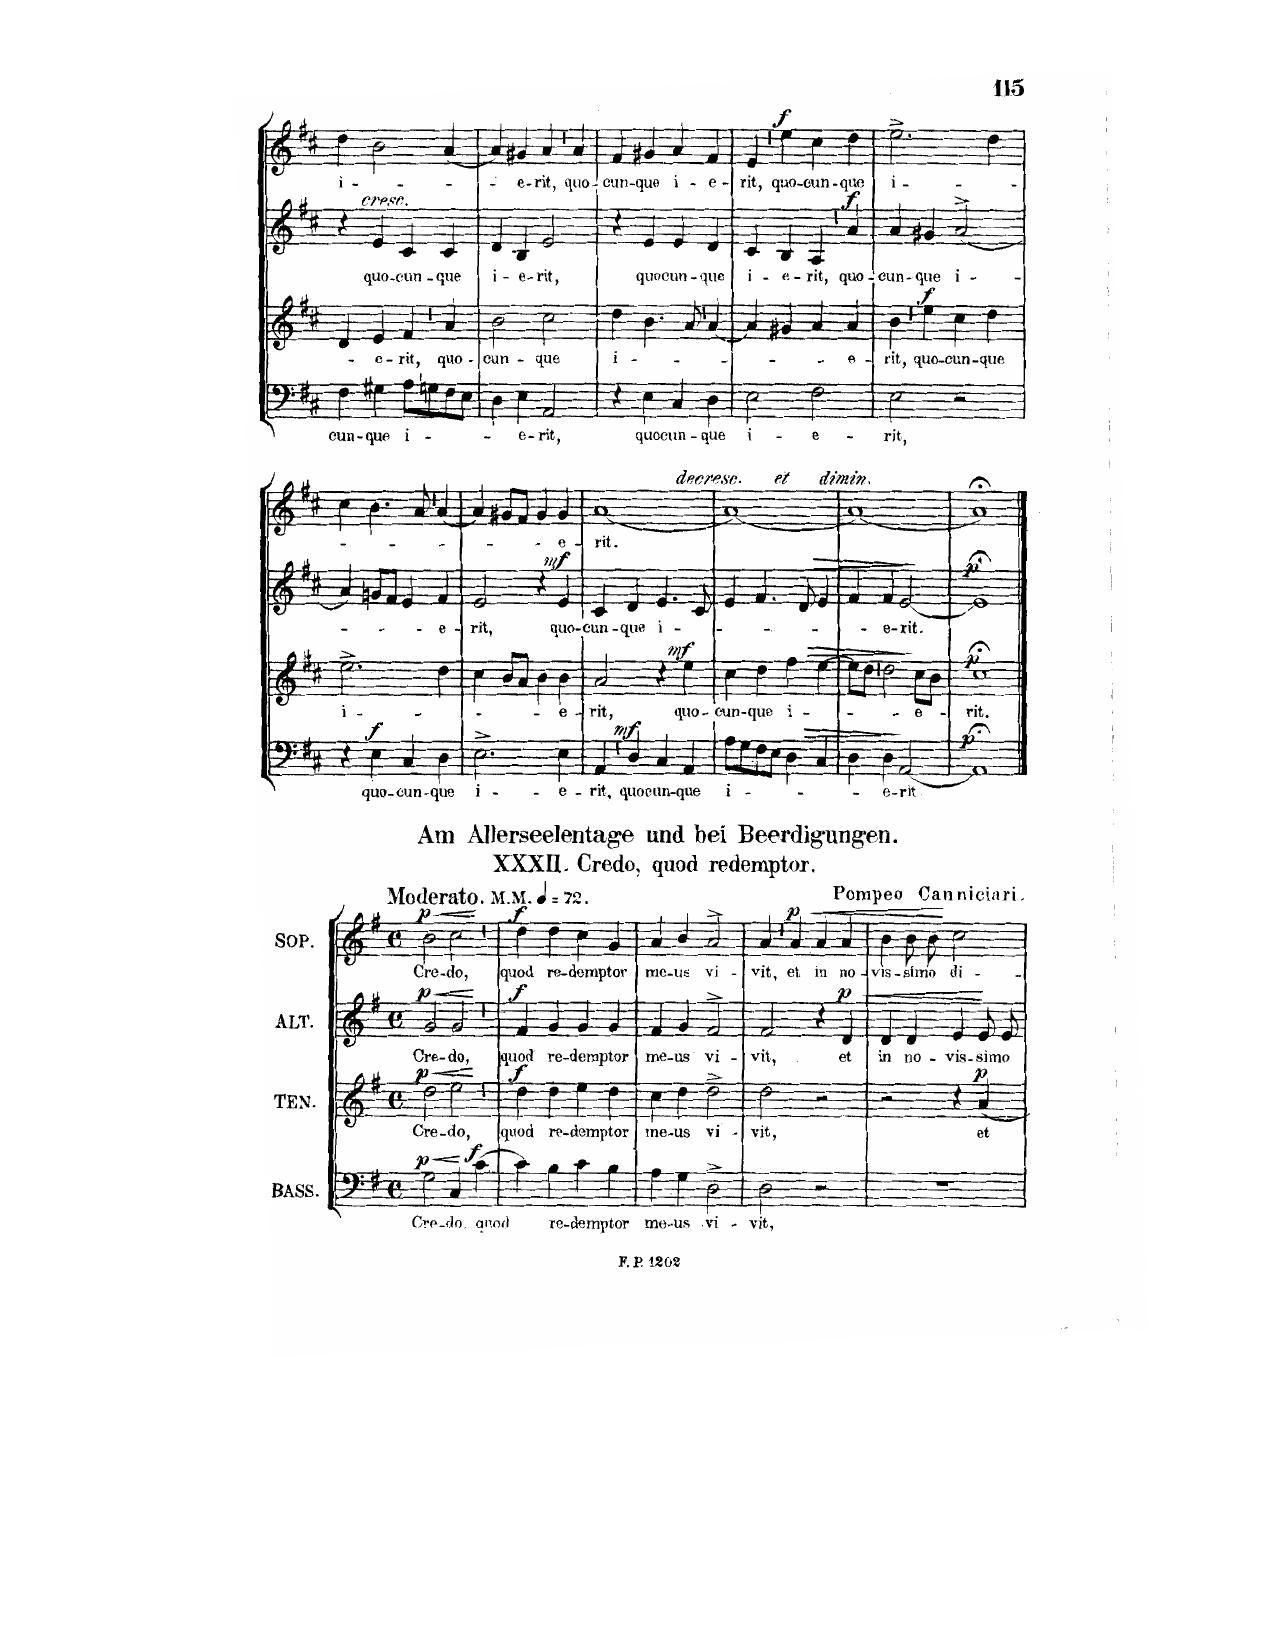 115
f
i - - - - e-rit, quo-cun-que i - e-rit, quo-cun-que i - - -
cresc. f
quo-cun-que i-e-rit, quocun-que i - e-rit, quo-cun-que i -
f
- e-rit, quo-cun-que i - - - - e-rit, quo-cun-que
cun-que i - - e-rit, quocun-que i - e - rit,
decresc. et dimin.
- - - - - - e-rit.
mf p
- - - e-rit, quo-cun-que i - - - - e-rit.
mf p
i - - - - e-rit, quo-cun-que i - - - e - rit.
f mf p
quo-cun-que i - - e-rit, quocun-que i - - - e-rit
Am Allerseelentage und bei Beerdigungen.
XXXII. Credo, quod redemptor.
Moderato. M.M. ♩ = 72. Pompeo Canniciari.
p f p
SOP.
Cre-do, quod re-demptor me-us vi-vit, et in no-vis-simo di - -
p f p
ALT.
Cre-do, quod re-demptor me-us vi-vit, et in no-vis-simo
p f p
TEN.
Cre-do, quod re-demptor me-us vi-vit, et
p f
BASS.
Cre-do, quod re-demptor me-us vi-vit,
F. P. 1202